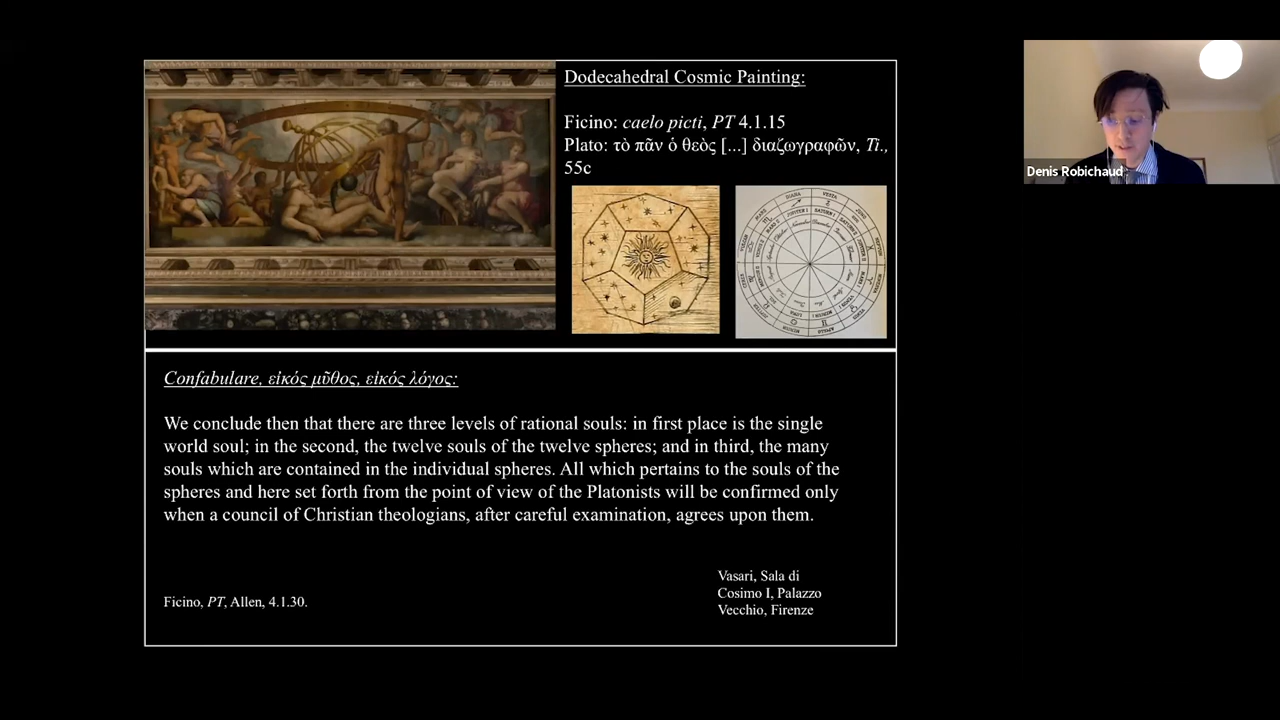 Dodecahedral Cosmic Painting:
Ficino: caelo picti, PT 4.1.15
Plato: τὸ πᾶν ὁ θεὸς [...] διαζωγραφῶν, Ti.,
55c
DIANA
VESTA
Confabulare, εἰκός μῦθος, εἰκός λόγος:
We conclude then that there are three levels of rational souls: in first place is the single
world soul; in the second, the twelve souls of the twelve spheres; and in third, the many
souls which are contained in the individual spheres. All which pertains to the souls of the
spheres and here set forth from the point of view of the Platonists will be confirmed only
when a council of Christian theologians, after careful examination, agrees upon them.
Ficino, PT, Allen, 4.1.30.
Vasari, Sala di
Cosimo I, Palazzo
Vecchio, Firenze
Denis Robichaud